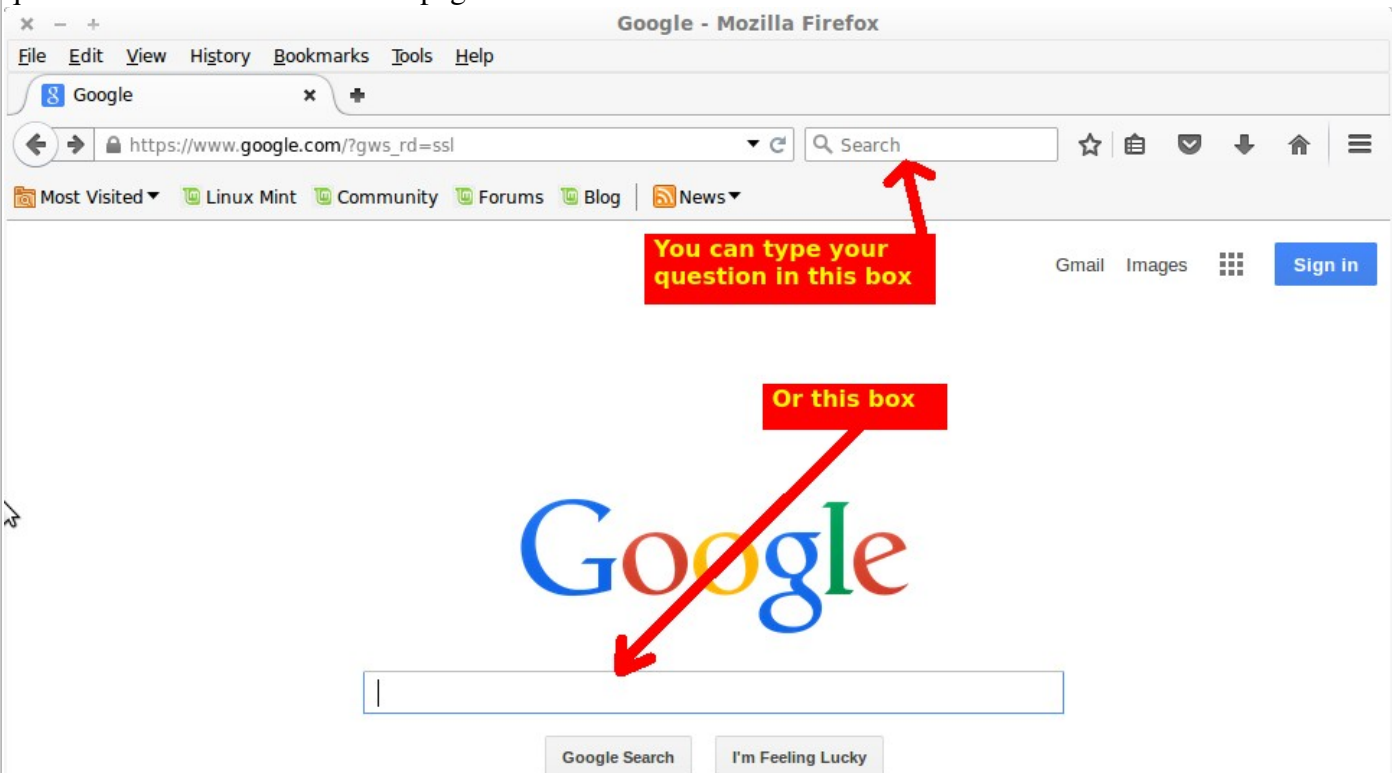 Google - Mozilla Firefox
File Edit View History Bookmarks Tools Help
Google
https://www.google.com/?gws_rd=ssl Search
Most Visited Linux Mint Community Forums Blog News
You can type your
question in this box
Gmail Images Sign in
Or this box
Google
Google Search I'm Feeling Lucky